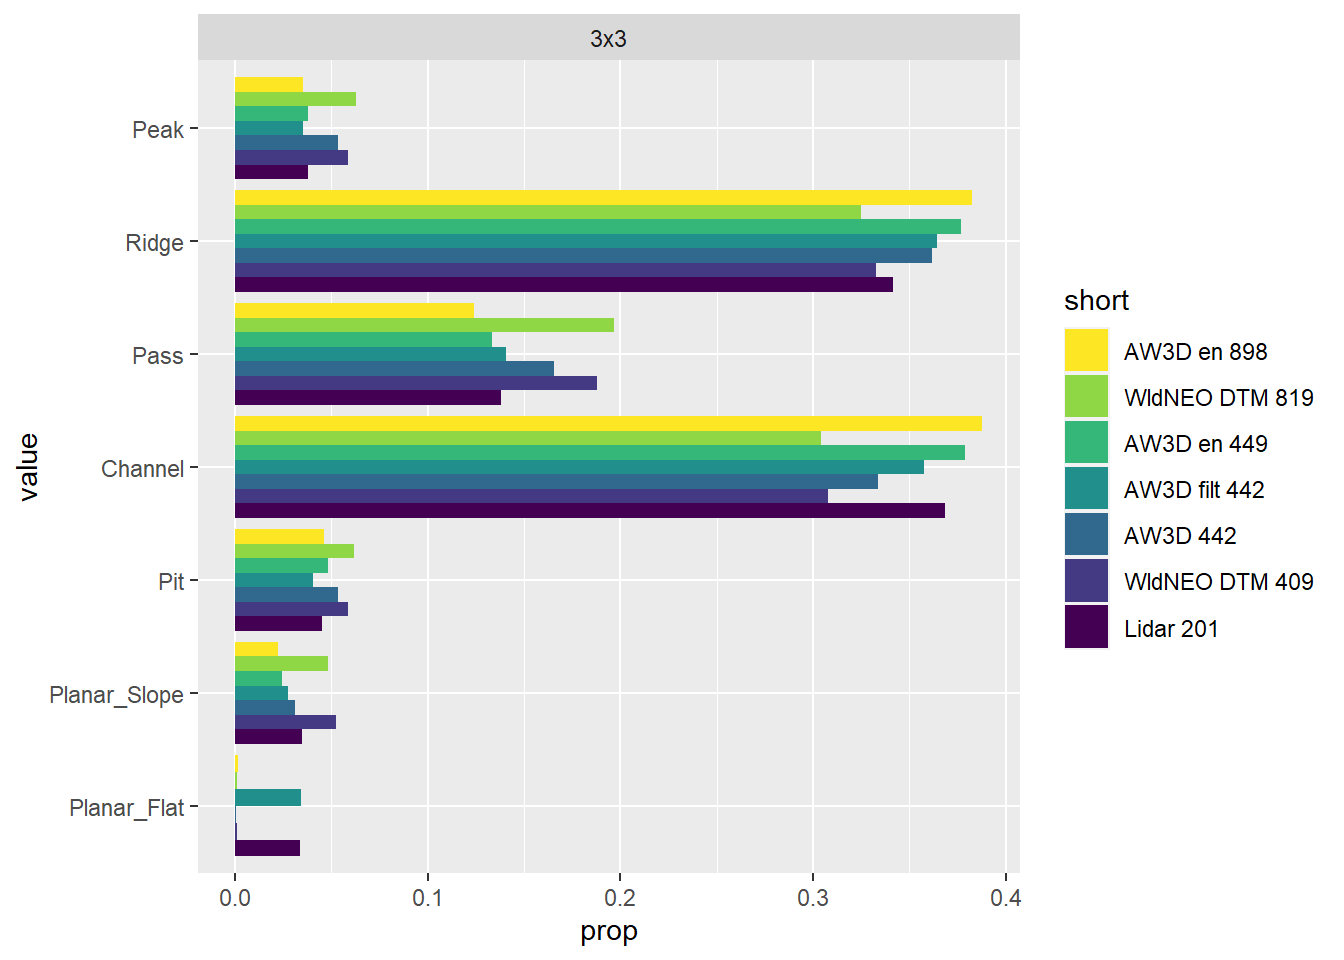 3x3
Peak
Ridge
Pass
Channel
Pit
Planar_Slope
Planar_Flat
value
0.0 0.1 0.2 0.3 0.4
prop
short
AW3D en 898
WldNEO DTM 819
AW3D en 449
AW3D filt 442
AW3D 442
WldNEO DTM 409
Lidar 201